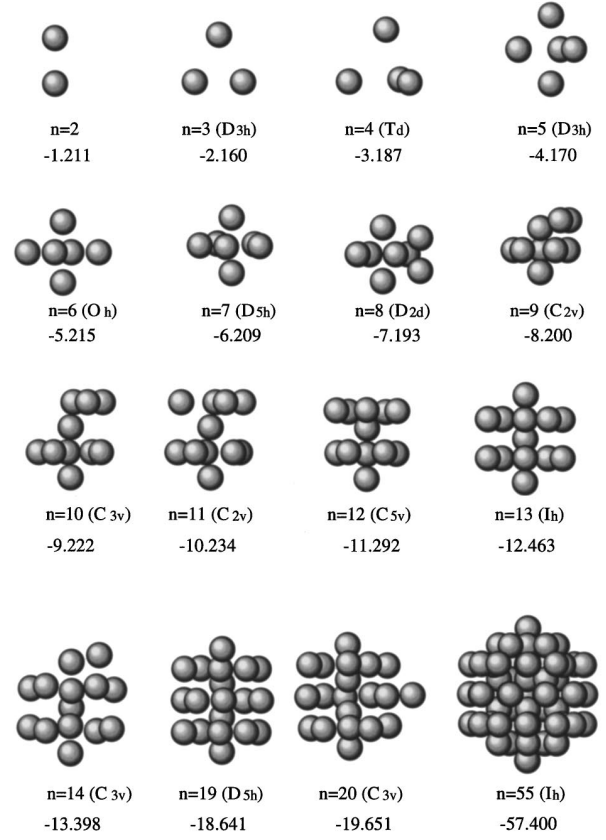 n=2 n=3 (D3h) n=4 (Td) n=5 (D3h)
-1.211 -2.160 -3.187 -4.170
n=6 (Oh) n=7 (D5h) n=8 (D2d) n=9 (C2v)
-5.215 -6.209 -7.193 -8.200
n=10 (C3v) n=11 (C2v) n=12 (C5v) n=13 (Ih)
-9.222 -10.234 -11.292 -12.463
n=14 (C3v) n=19 (D5h) n=20 (C3v) n=55 (Ih)
-13.398 -18.641 -19.651 -57.400